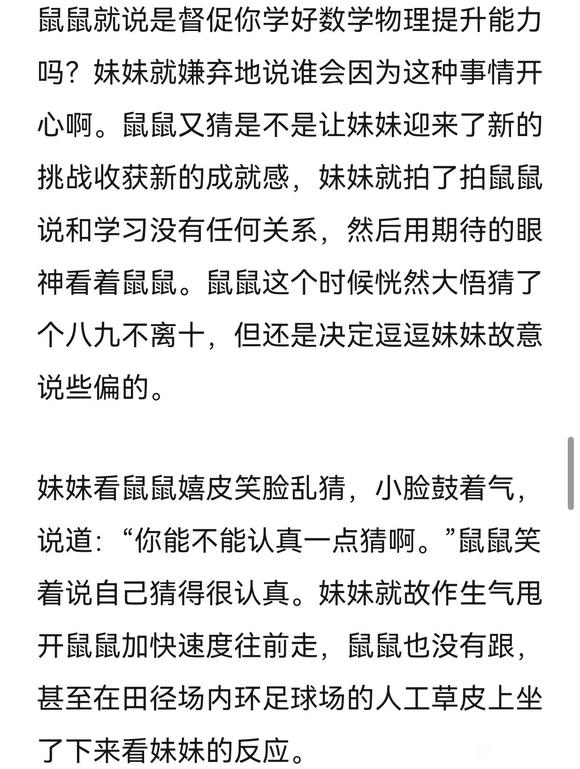 鼠鼠就说是督促你学好数学物理提升能力
吗？妹妹就嫌弃地说谁会因为这种事情开
心啊。鼠鼠又猜是不是让妹妹迎来了新的
挑战收获新的成就感，妹妹就拍了拍鼠鼠
说和学习没有任何关系，然后用期待的眼
神看着鼠鼠。鼠鼠这个时候恍然大悟猜了
个八九不离十，但还是决定逗逗妹妹故意
说些偏的。
妹妹看鼠鼠嬉皮笑脸乱猜，小脸鼓着气，
说道：“你能不能认真一点猜啊。”鼠鼠笑
着说自己猜得很认真。妹妹就故作生气甩
开鼠鼠加快速度往前走，鼠鼠也没有跟，
甚至在田径场内环足球场的人工草皮上坐
了下来看妹妹的反应。